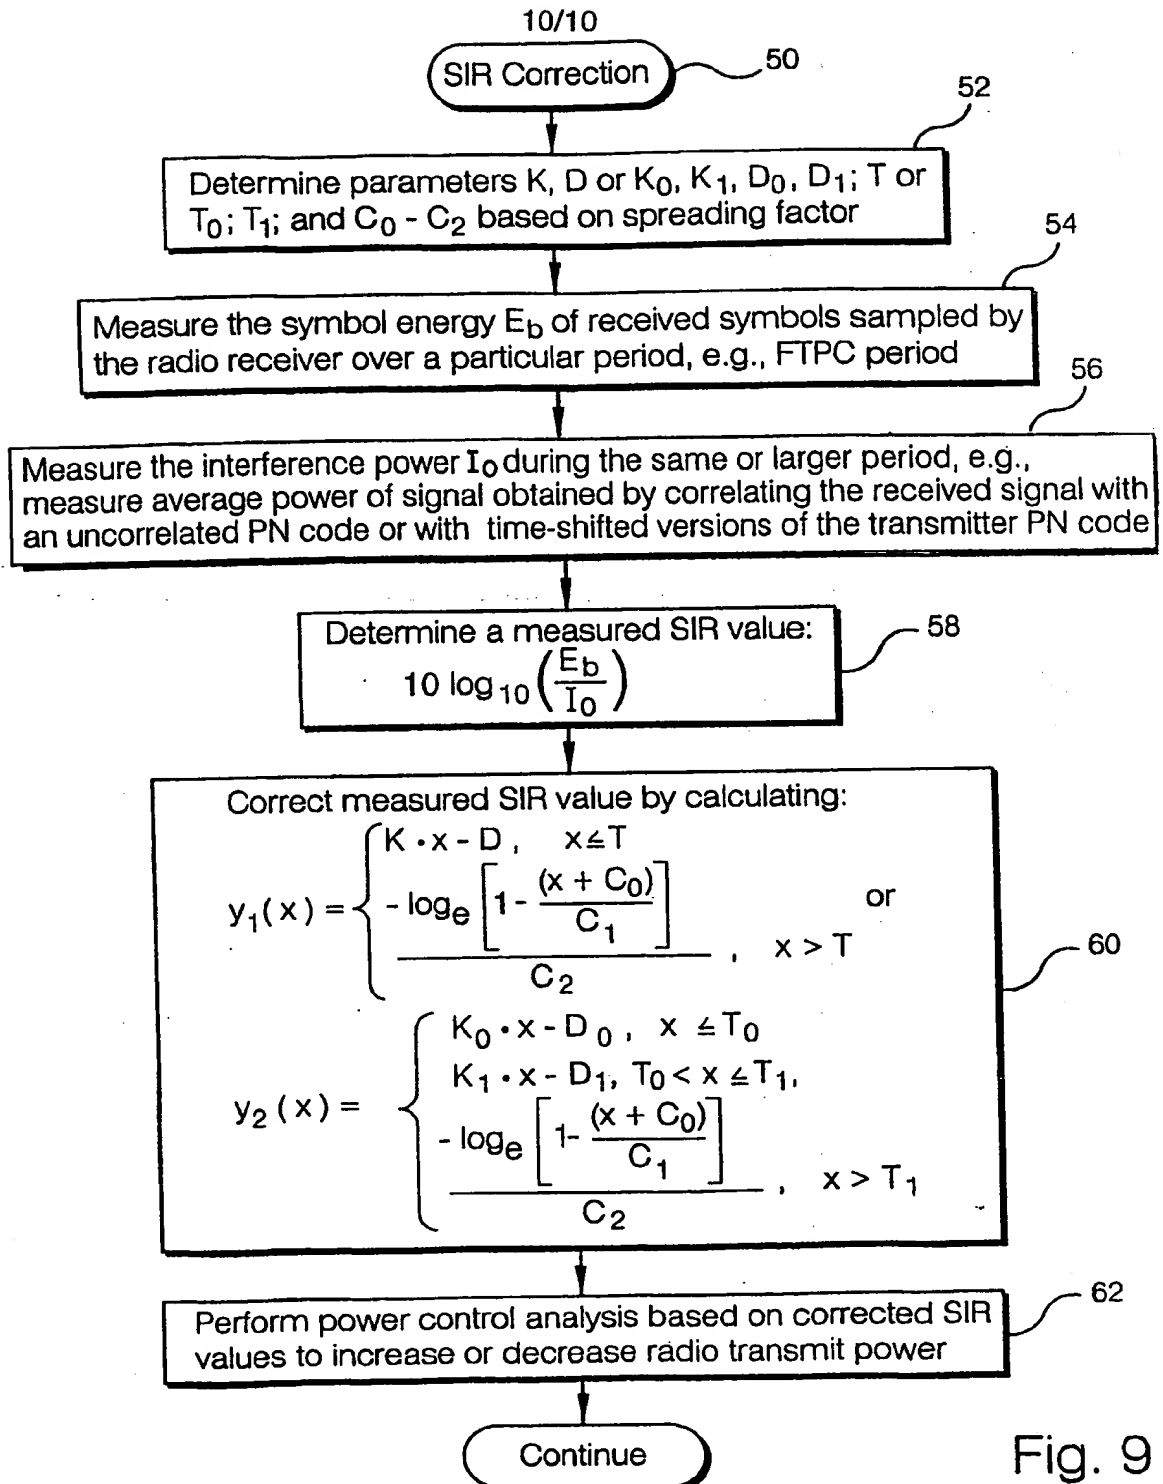 10/10
SIR Correction
50
52
Determine parameters K, D or K₀, K₁, D₀, D₁; T or
T₀; T₁; and C₀ - C₂ based on spreading factor
54
Measure the symbol energy E_b of received symbols sampled by
the radio receiver over a particular period, e.g., FTPC period
56
Measure the interference power I₀ during the same or larger period, e.g.,
measure average power of signal obtained by correlating the received signal with
an uncorrelated PN code or with time-shifted versions of the transmitter PN code
58
Determine a measured SIR value:
10 log₁₀ (E_b / I₀)
60
Correct measured SIR value by calculating:
y₁(x) = { K · x - D , x ≤ T
- logₑ [1 - (x + C₀) / C₁] / C₂ , x > T
or
y₂(x) = { K₀ · x - D₀ , x ≤ T₀
K₁ · x - D₁, T₀ < x ≤ T₁,
- logₑ [1 - (x + C₀) / C₁] / C₂ , x > T₁
62
Perform power control analysis based on corrected SIR
values to increase or decrease radio transmit power
Continue
Fig. 9